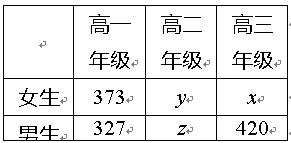 高一 高二 高三
年级 年级 年级
女生 373 y x
男生 327 z 420